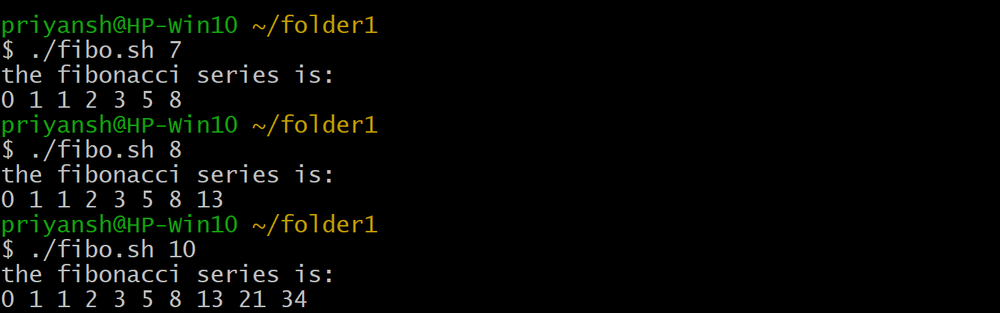 priyansh@HP-Win10 ~/folder1
$ ./fibo.sh 7
the fibonacci series is:
0 1 1 2 3 5 8
priyansh@HP-Win10 ~/folder1
$ ./fibo.sh 8
the fibonacci series is:
0 1 1 2 3 5 8 13
priyansh@HP-Win10 ~/folder1
$ ./fibo.sh 10
the fibonacci series is:
0 1 1 2 3 5 8 13 21 34